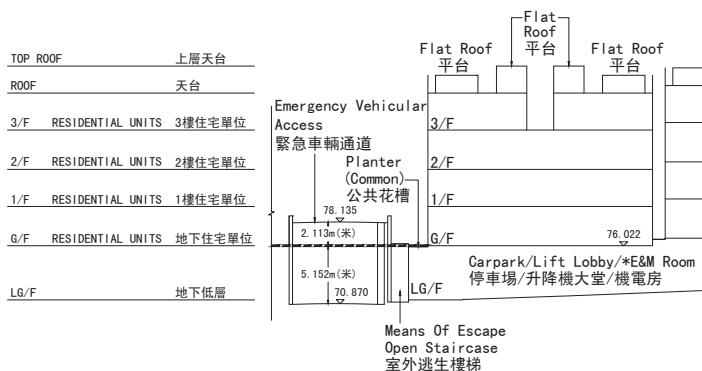 TOP ROOF 上層天台
ROOF 天台
3/F RESIDENTIAL UNITS 3樓住宅單位
2/F RESIDENTIAL UNITS 2樓住宅單位
1/F RESIDENTIAL UNITS 1樓住宅單位
G/F RESIDENTIAL UNITS 地下住宅單位
LG/F 地下低層
Emergency Vehicular
Access
緊急車輛通道
Planter
(Common)
公共花槽
78.135
2.113m(米)
5.152m(米)
70.870
Flat Roof
平台
Flat
Roof
平台
Flat Roof
平台
3/F
2/F
1/F
G/F
76.022
LG/F
Carpark/Lift Lobby/*E&M Room
停車場/升降機大堂/機電房
Means Of Escape
Open Staircase
室外逃生樓梯